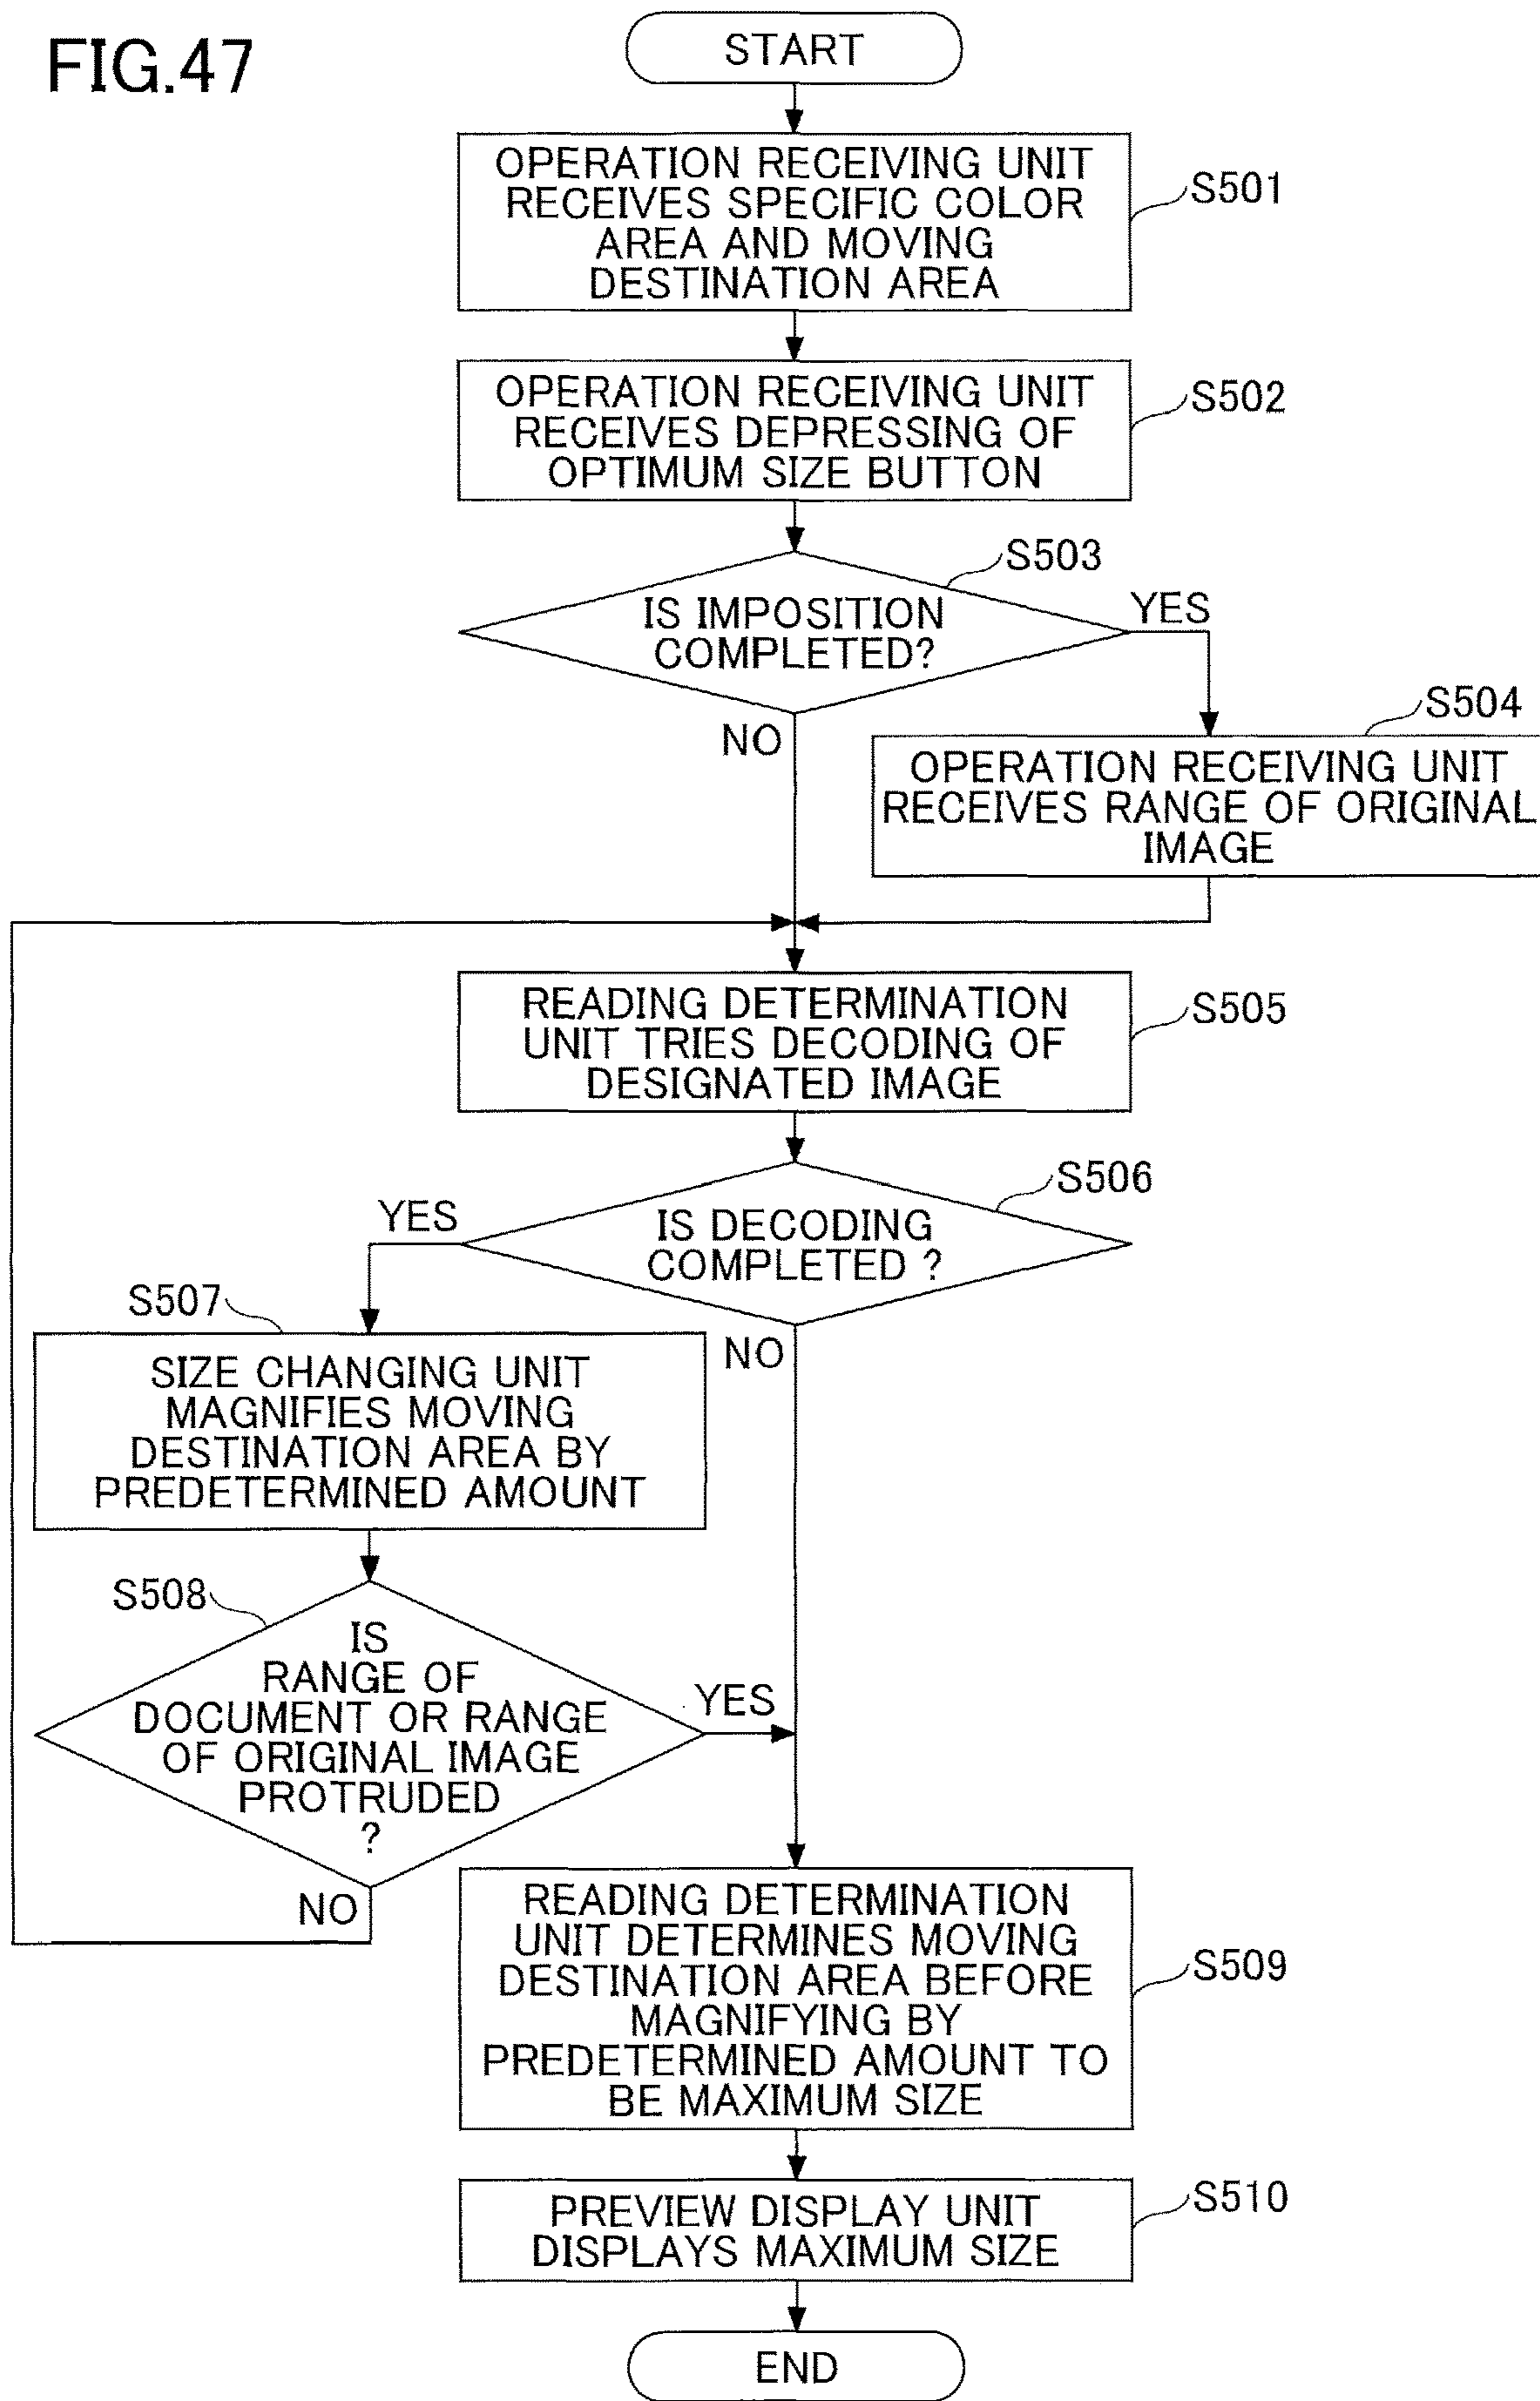 FIG.47
START
OPERATION RECEIVING UNIT
RECEIVES SPECIFIC COLOR
AREA AND MOVING
DESTINATION AREA
S501
OPERATION RECEIVING UNIT
RECEIVES DEPRESSING OF
OPTIMUM SIZE BUTTON
S502
S503
IS IMPOSITION
COMPLETED?
YES
NO
S504
OPERATION RECEIVING UNIT
RECEIVES RANGE OF ORIGINAL
IMAGE
READING DETERMINATION
UNIT TRIES DECODING OF
DESIGNATED IMAGE
S505
S506
IS DECODING
COMPLETED ?
YES
NO
S507
SIZE CHANGING UNIT
MAGNIFIES MOVING
DESTINATION AREA BY
PREDETERMINED AMOUNT
S508
IS
RANGE OF
DOCUMENT OR RANGE
OF ORIGINAL IMAGE
PROTRUDED
?
YES
NO
READING DETERMINATION
UNIT DETERMINES MOVING
DESTINATION AREA BEFORE
MAGNIFYING BY
PREDETERMINED AMOUNT TO
BE MAXIMUM SIZE
S509
PREVIEW DISPLAY UNIT
DISPLAYS MAXIMUM SIZE
S510
END